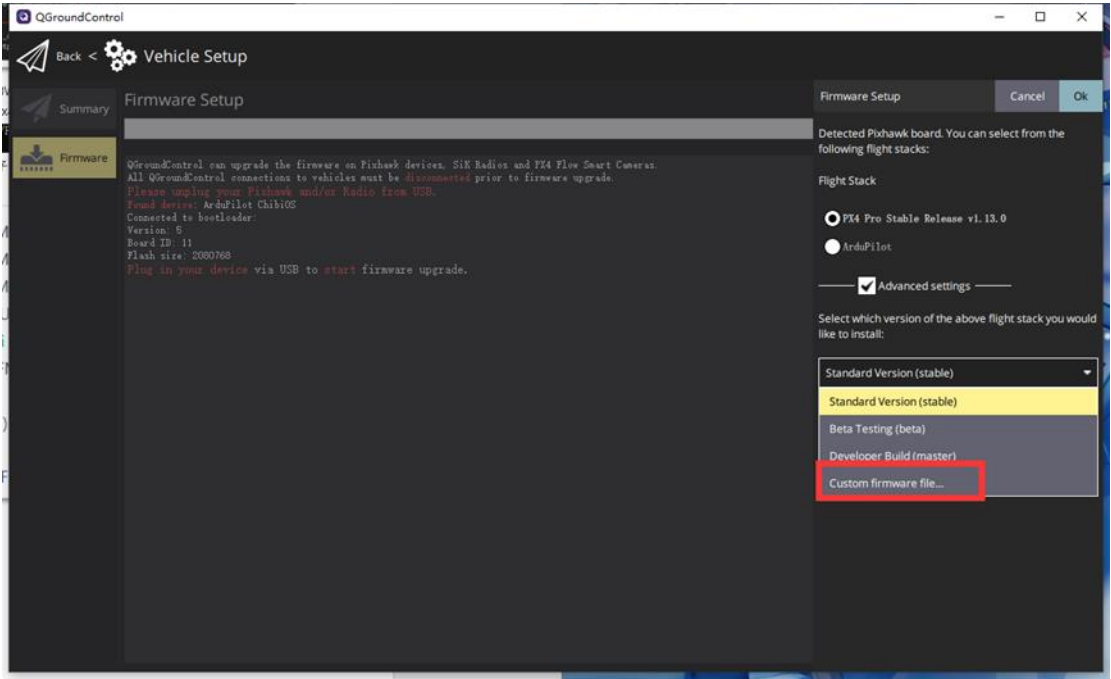 QGroundControl
Back < Vehicle Setup
Summary
Firmware
Firmware Setup
QGroundControl can upgrade the firmware on Pixhawk devices, SiK Radios and PX4 Flow Smart Cameras.
All QGroundControl connections to vehicles must be disconnected prior to firmware upgrade.
Please unplug your Pixhawk and/or Radio from USB.
Found device: ArduPilot ChibiOS
Connected to bootloader:
Version: 5
Board ID: 11
Flash size: 2080768
Plug in your device via USB to start firmware upgrade.
Firmware Setup
Cancel
Ok
Detected Pixhawk board. You can select from the
following flight stacks:
Flight Stack
PX4 Pro Stable Release v1.13.0
ArduPilot
Advanced settings
Select which version of the above flight stack you would
like to install:
Standard Version (stable)
Standard Version (stable)
Beta Testing (beta)
Developer Build (master)
Custom firmware file...